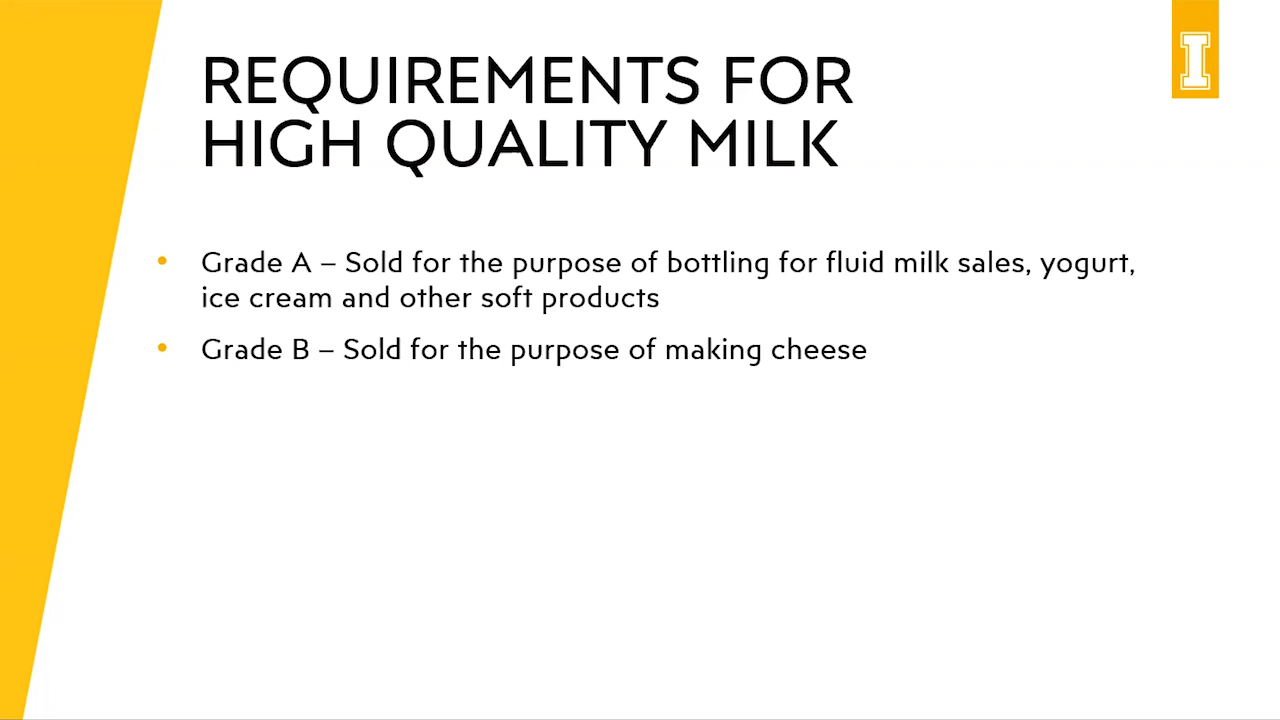 REQUIREMENTS FOR
HIGH QUALITY MILK
I
• Grade A – Sold for the purpose of bottling for fluid milk sales, yogurt,
ice cream and other soft products
• Grade B – Sold for the purpose of making cheese